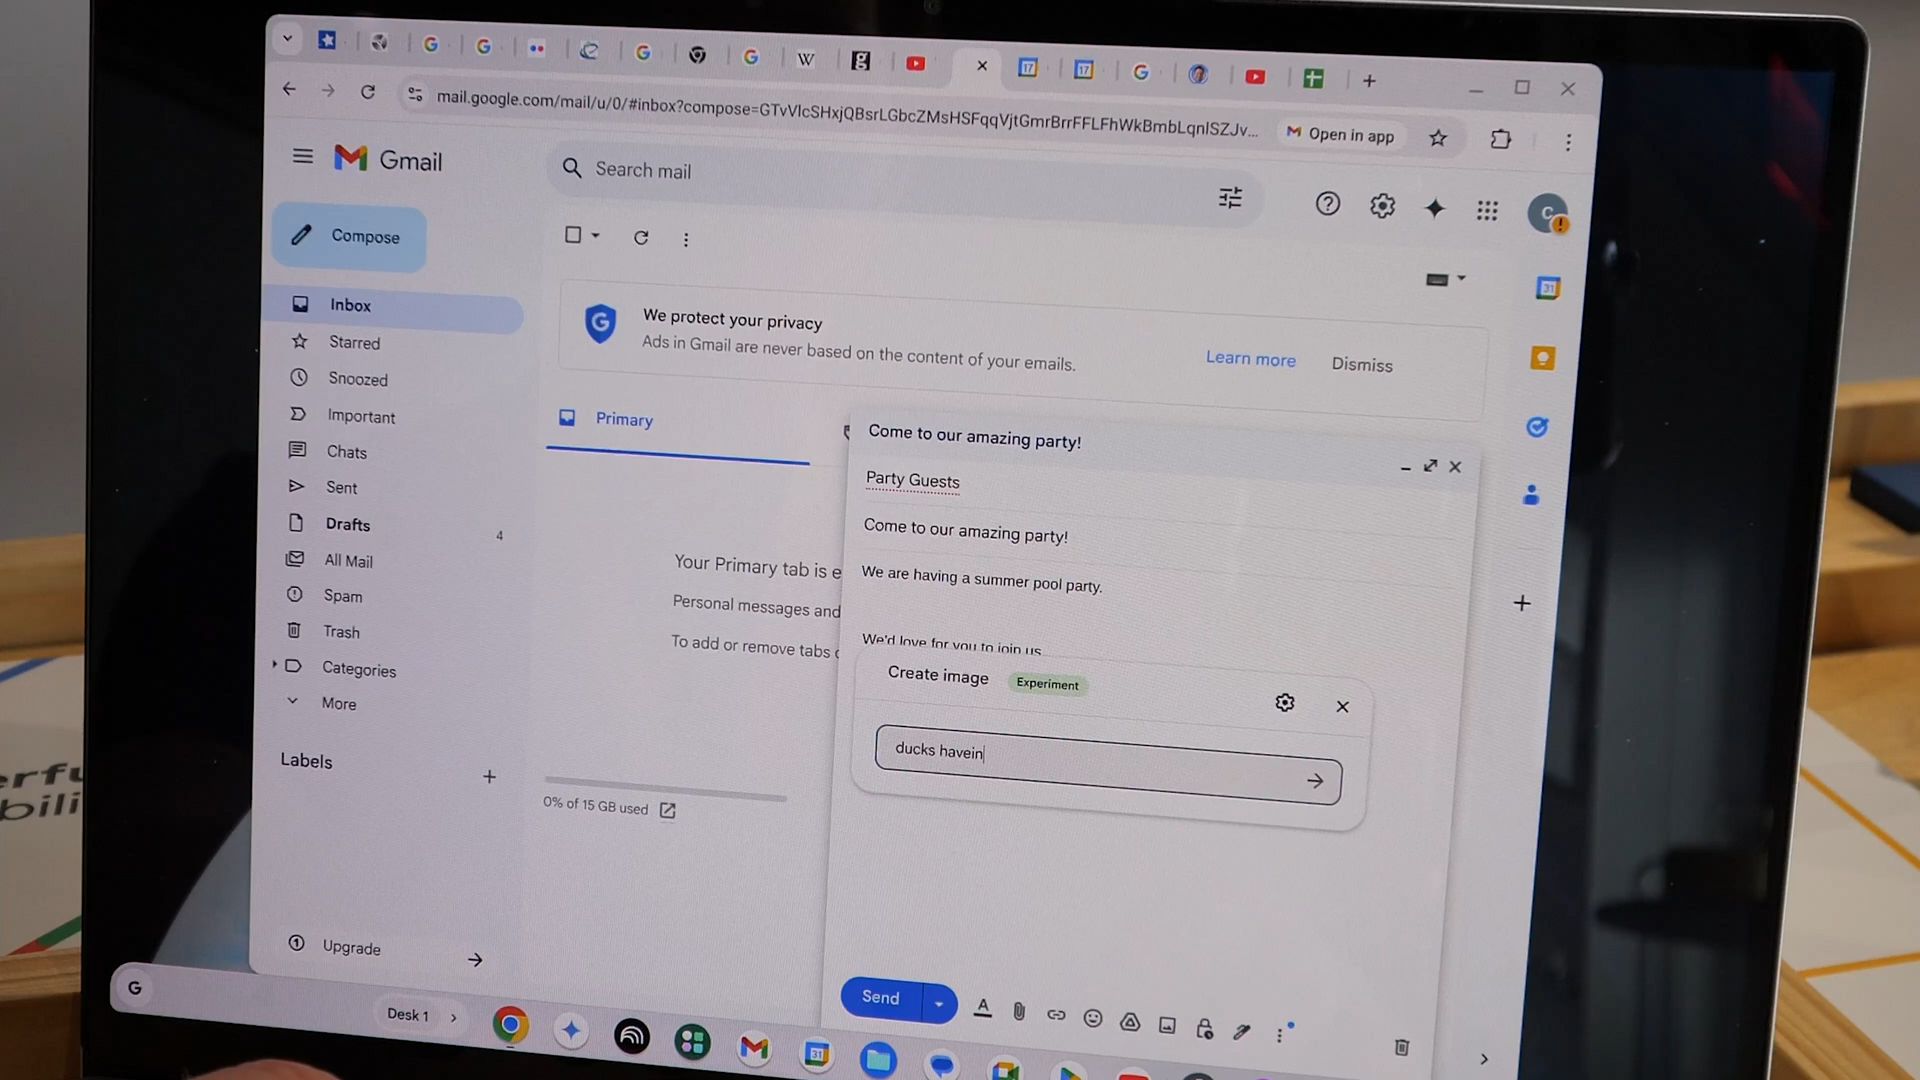 mail.google.com/mail/u/0/#inbox?compose=GTvVlcSHxjQBsrLGbcZMsHSFqqVjtGmrBrrFFLFhWkBmbLqnlSZJv...
Open in app
Gmail
Search mail
Compose
Inbox
Starred
Snoozed
Important
Chats
Sent
Drafts 4
All Mail
Spam
Trash
Categories
More
Labels
Upgrade
We protect your privacy
Ads in Gmail are never based on the content of your emails.
Learn more
Dismiss
Primary
Your Primary tab is e
Personal messages and
To add or remove tabs
0% of 15 GB used
Come to our amazing party!
Party Guests
Come to our amazing party!
We are having a summer pool party.
We'd love for you to join us
Create image
Experiment
ducks havein
Send
Desk 1